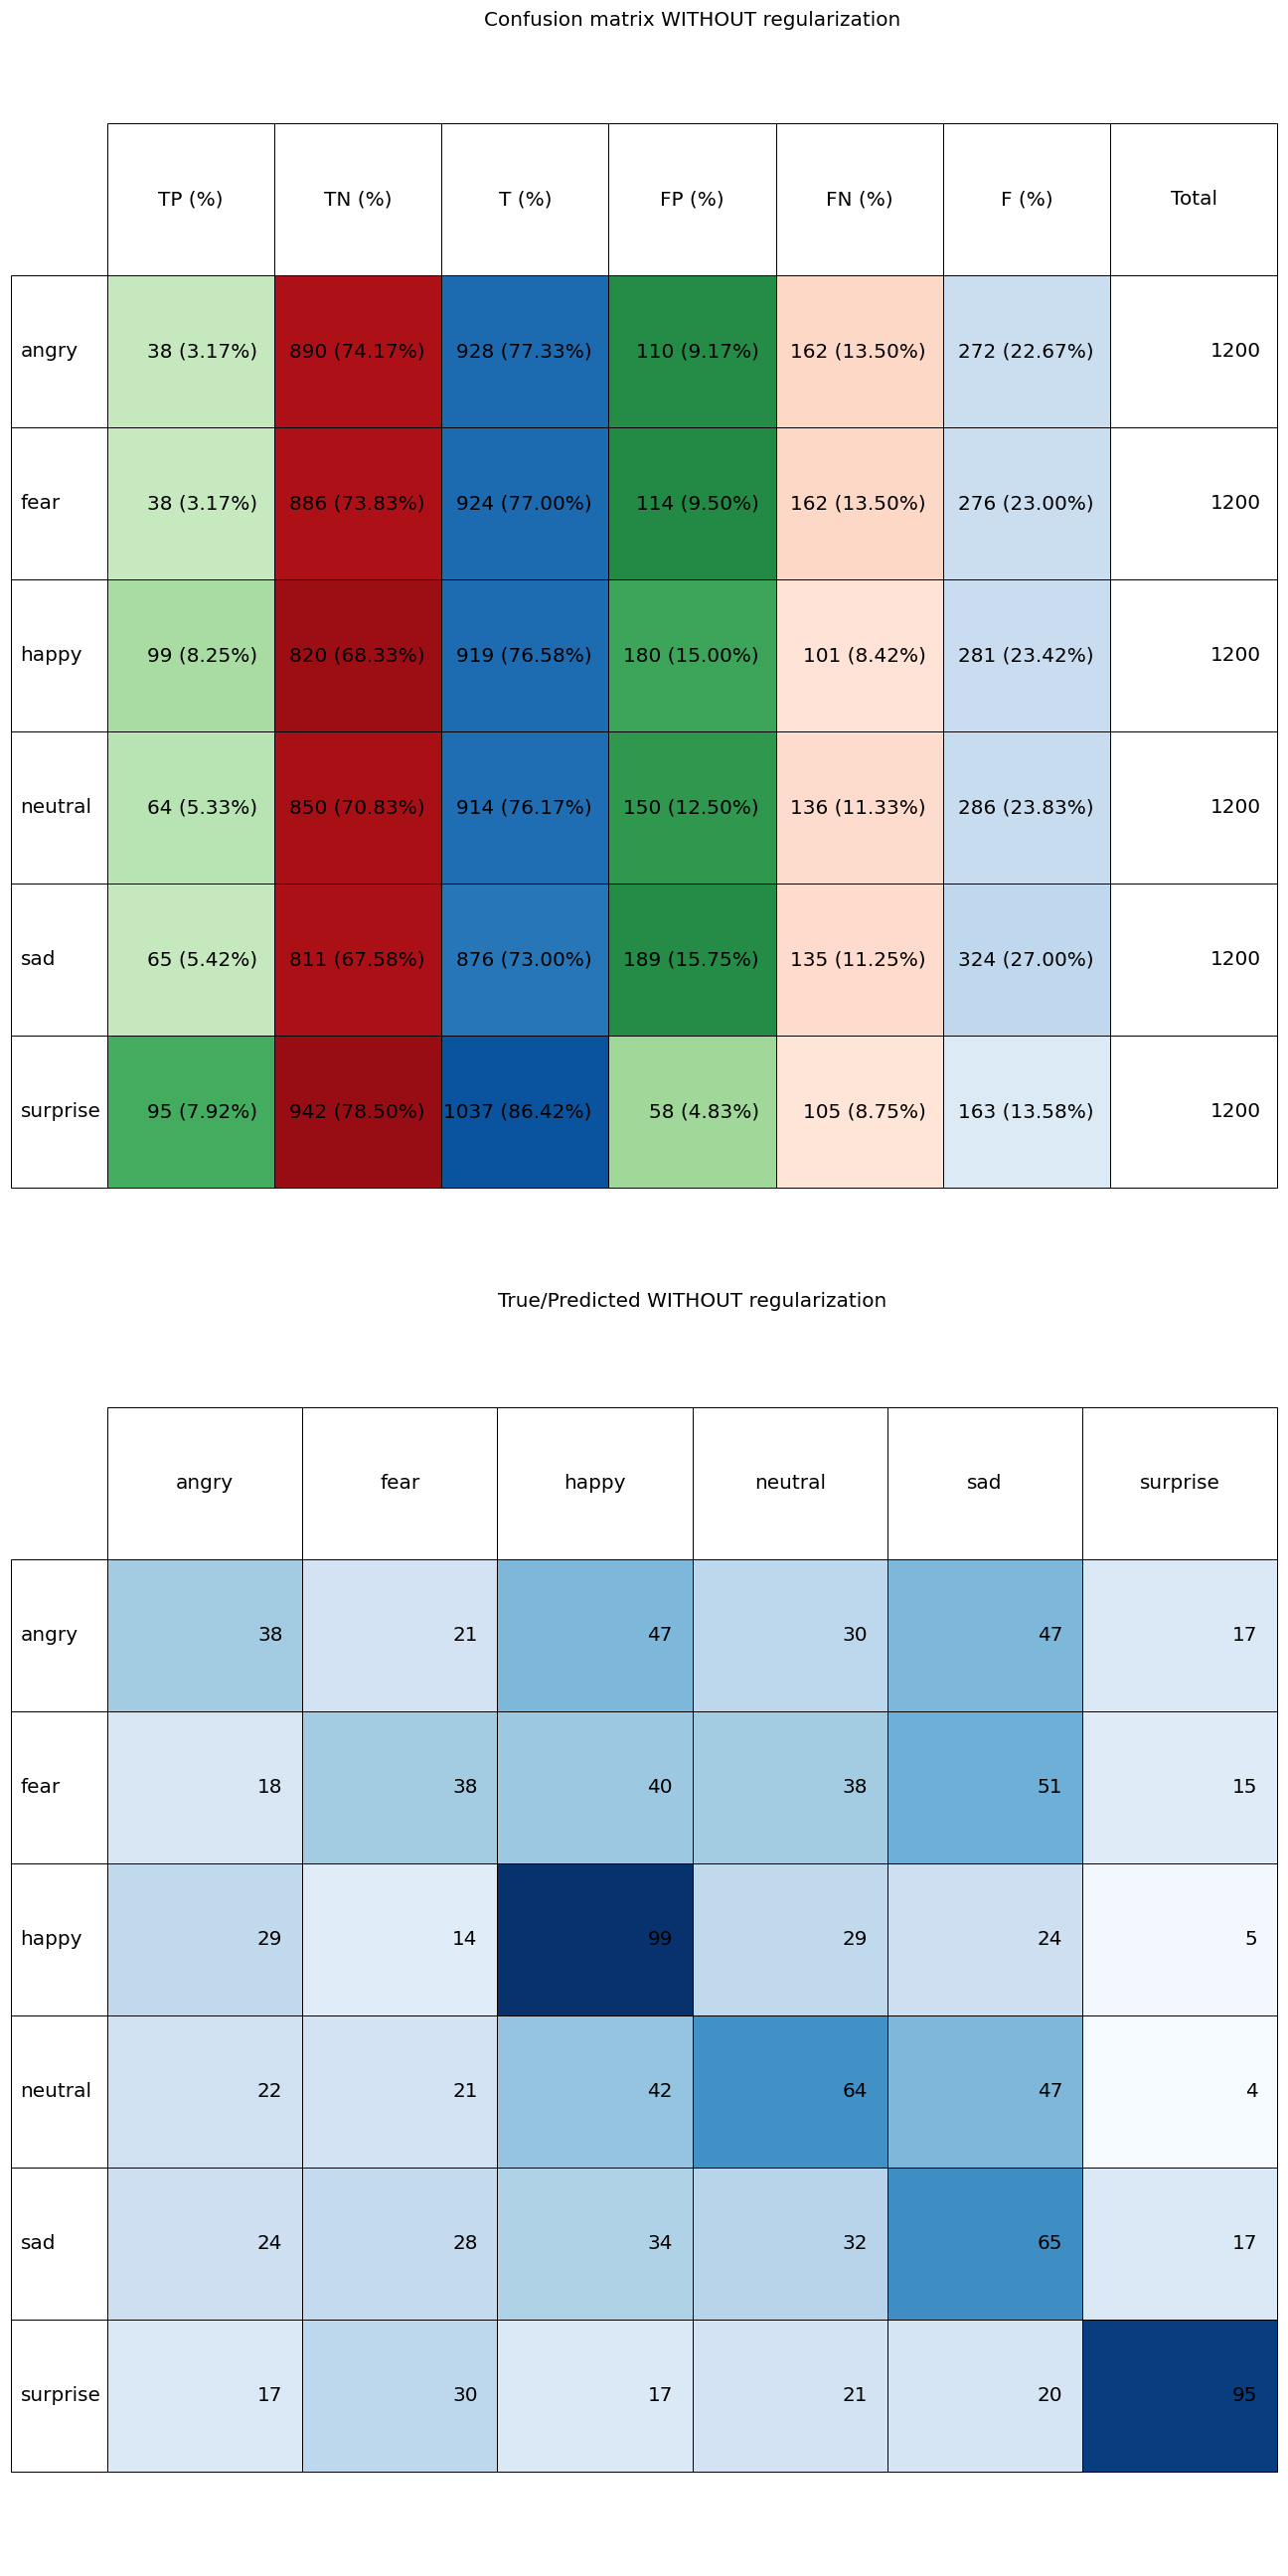 Confusion matrix WITHOUT regularization
TP (%) TN (%) T (%) FP (%) FN (%) F (%) Total
angry 38 (3.17%) 890 (74.17%) 928 (77.33%) 110 (9.17%) 162 (13.50%) 272 (22.67%) 1200
fear 38 (3.17%) 886 (73.83%) 924 (77.00%) 114 (9.50%) 162 (13.50%) 276 (23.00%) 1200
happy 99 (8.25%) 820 (68.33%) 919 (76.58%) 180 (15.00%) 101 (8.42%) 281 (23.42%) 1200
neutral 64 (5.33%) 850 (70.83%) 914 (76.17%) 150 (12.50%) 136 (11.33%) 286 (23.83%) 1200
sad 65 (5.42%) 811 (67.58%) 876 (73.00%) 189 (15.75%) 135 (11.25%) 324 (27.00%) 1200
surprise 95 (7.92%) 942 (78.50%) 1037 (86.42%) 58 (4.83%) 105 (8.75%) 163 (13.58%) 1200
True/Predicted WITHOUT regularization
angry fear happy neutral sad surprise
angry 38 21 47 30 47 17
fear 18 38 40 38 51 15
happy 29 14 99 29 24 5
neutral 22 21 42 64 47 4
sad 24 28 34 32 65 17
surprise 17 30 17 21 20 95